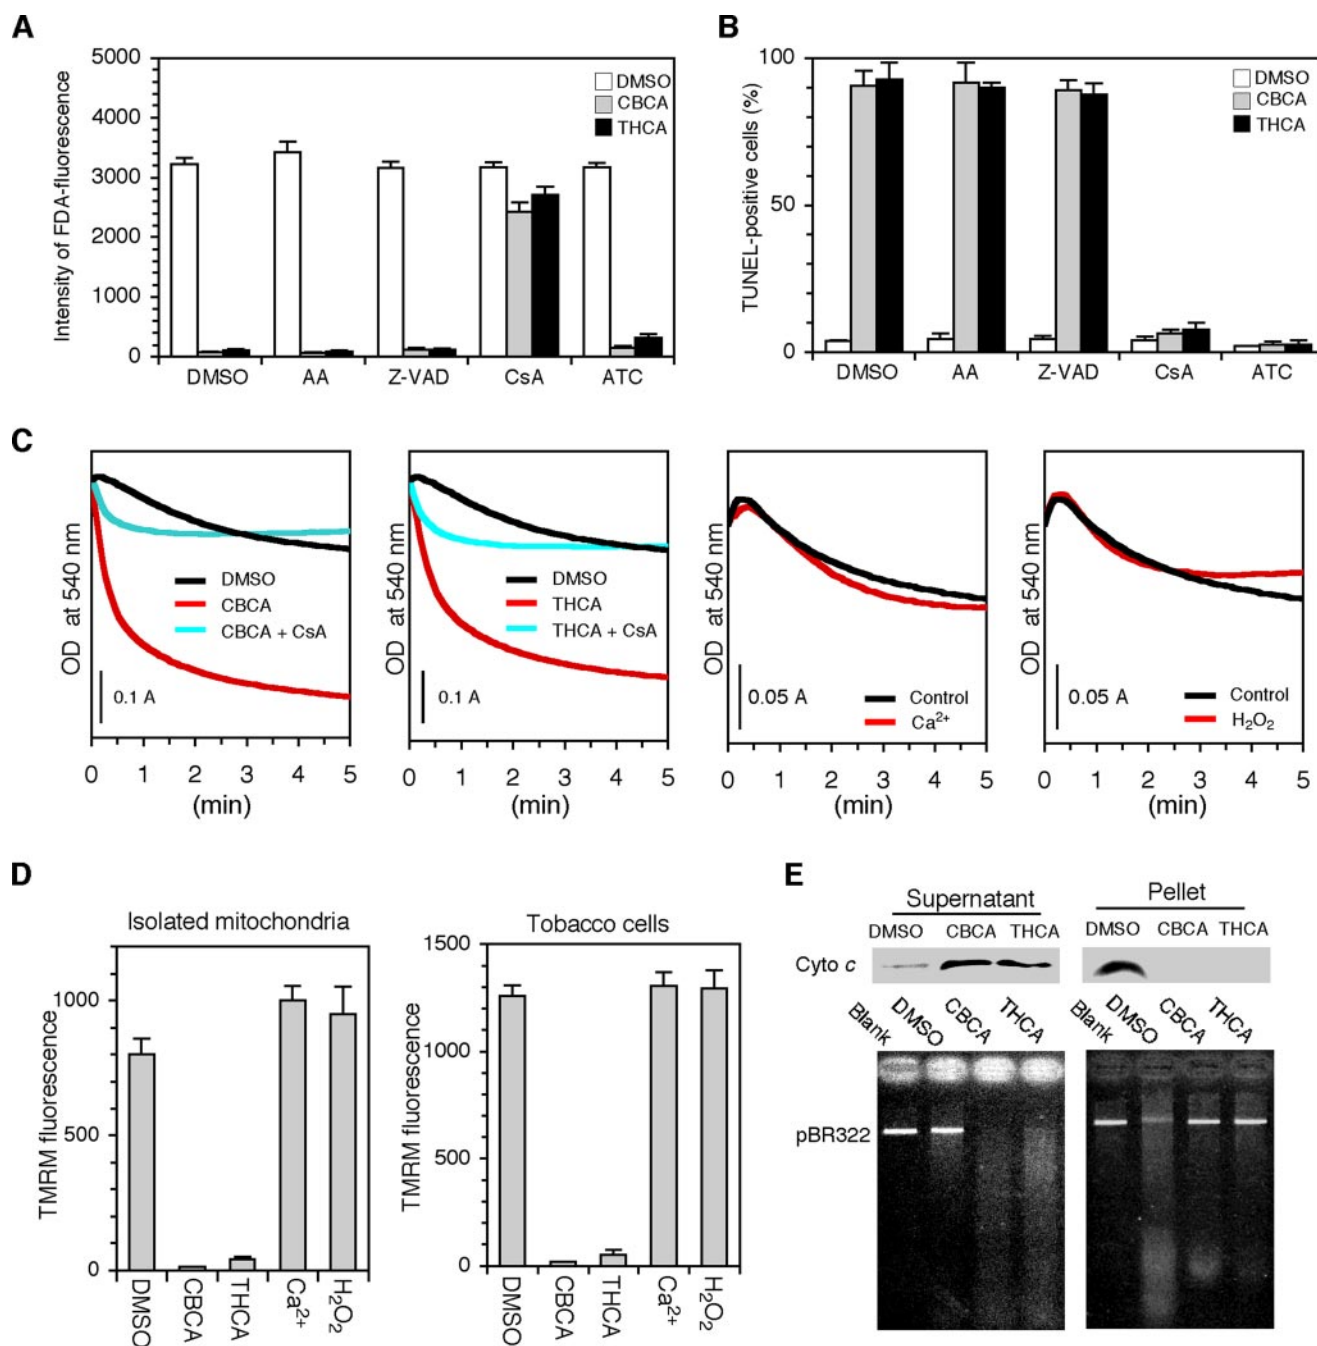 A
Intensity of FDA-fluorescence
5000
4000
3000
2000
1000
0
DMSO
CBCA
THCA
DMSO AA Z-VAD CsA ATC
B
TUNEL-positive cells (%)
100
50
0
DMSO
CBCA
THCA
DMSO AA Z-VAD CsA ATC
C
OD at 540 nm
DMSO
CBCA
CBCA + CsA
0.1 A
0 1 2 3 4 5
(min)
OD at 540 nm
DMSO
THCA
THCA + CsA
0.1 A
0 1 2 3 4 5
(min)
OD at 540 nm
0.05 A
Control
Ca²⁺
0 1 2 3 4 5
(min)
OD at 540 nm
0.05 A
Control
H₂O₂
0 1 2 3 4 5
(min)
D
Isolated mitochondria
TMRM fluorescence
1000
500
0
DMSO CBCA THCA Ca²⁺ H₂O₂
Tobacco cells
TMRM fluorescence
1500
1000
500
0
DMSO CBCA THCA Ca²⁺ H₂O₂
E
Supernatant Pellet
DMSO CBCA THCA DMSO CBCA THCA
Cyto c
Blank DMSO CBCA THCA Blank DMSO CBCA THCA
pBR322